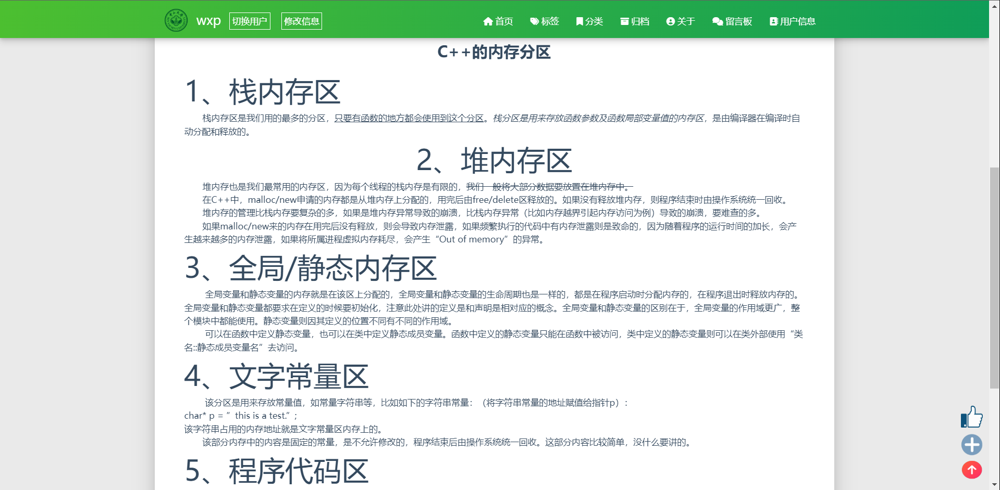 wxp 切换用户 修改信息 首页 标签 分类 归档 关于 留言板 用户信息
C++的内存分区
1、栈内存区
栈内存区是我们用的最多的分区，只要有函数的地方都会使用到这个分区。栈分区是用来存放函数参数及函数局部变量值的内存区，是由编译器在编译时自
动分配和释放的。
2、堆内存区
堆内存也是我们最常用的内存区，因为每个线程的栈内存是有限的，我们一般将大部分数据要放置在堆内存中。
在C++中，malloc/new申请的内存都是从堆内存上分配的，用完后由free/delete区释放的。如果没有释放堆内存，则程序结束时由操作系统统一回收。
堆内存的管理比栈内存要复杂的多，如果是堆内存异常导致的崩溃，比栈内存异常（比如内存越界引起内存访问为例）导致的崩溃，要难查的多。
如果malloc/new来的内存在用完后没有释放，则会导致内存泄露，如果频繁执行的代码中有内存泄露则是致命的，因为随着程序的运行时间的加长，会产
生越来越多的内存泄露，如果将所属进程虚拟内存耗尽，会产生“Out of memory”的异常。
3、全局/静态内存区
全局变量和静态变量的内存就是在该区上分配的，全局变量和静态变量的生命周期也是一样的，都是在程序启动时分配内存的，在程序退出时释放内存的。
全局变量和静态变量都要求在定义的时候要初始化，注意此处讲的定义是和声明是相对应的概念。全局变量和静态变量的区别在于，全局变量的作用域更广，整
个模块中都能使用。静态变量则因其定义的位置不同有不同的作用域。
可以在函数中定义静态变量，也可以在类中定义静态成员变量。函数中定义的静态变量只能在函数中被访问，类中定义的静态变量则可以在类外部使用“类
名::静态成员变量名”去访问。
4、文字常量区
该分区是用来存放常量值，如常量字符串等，比如如下的字符串常量：（将字符串常量的地址赋值给指针p）：
char* p = ”this is a test.”;
该字符串占用的内存地址就是文字常量区内存上的。
该部分内存中的内容是固定的常量，是不允许修改的，程序结束后由操作系统统一回收。这部分内容比较简单，没什么要讲的。
5、程序代码区